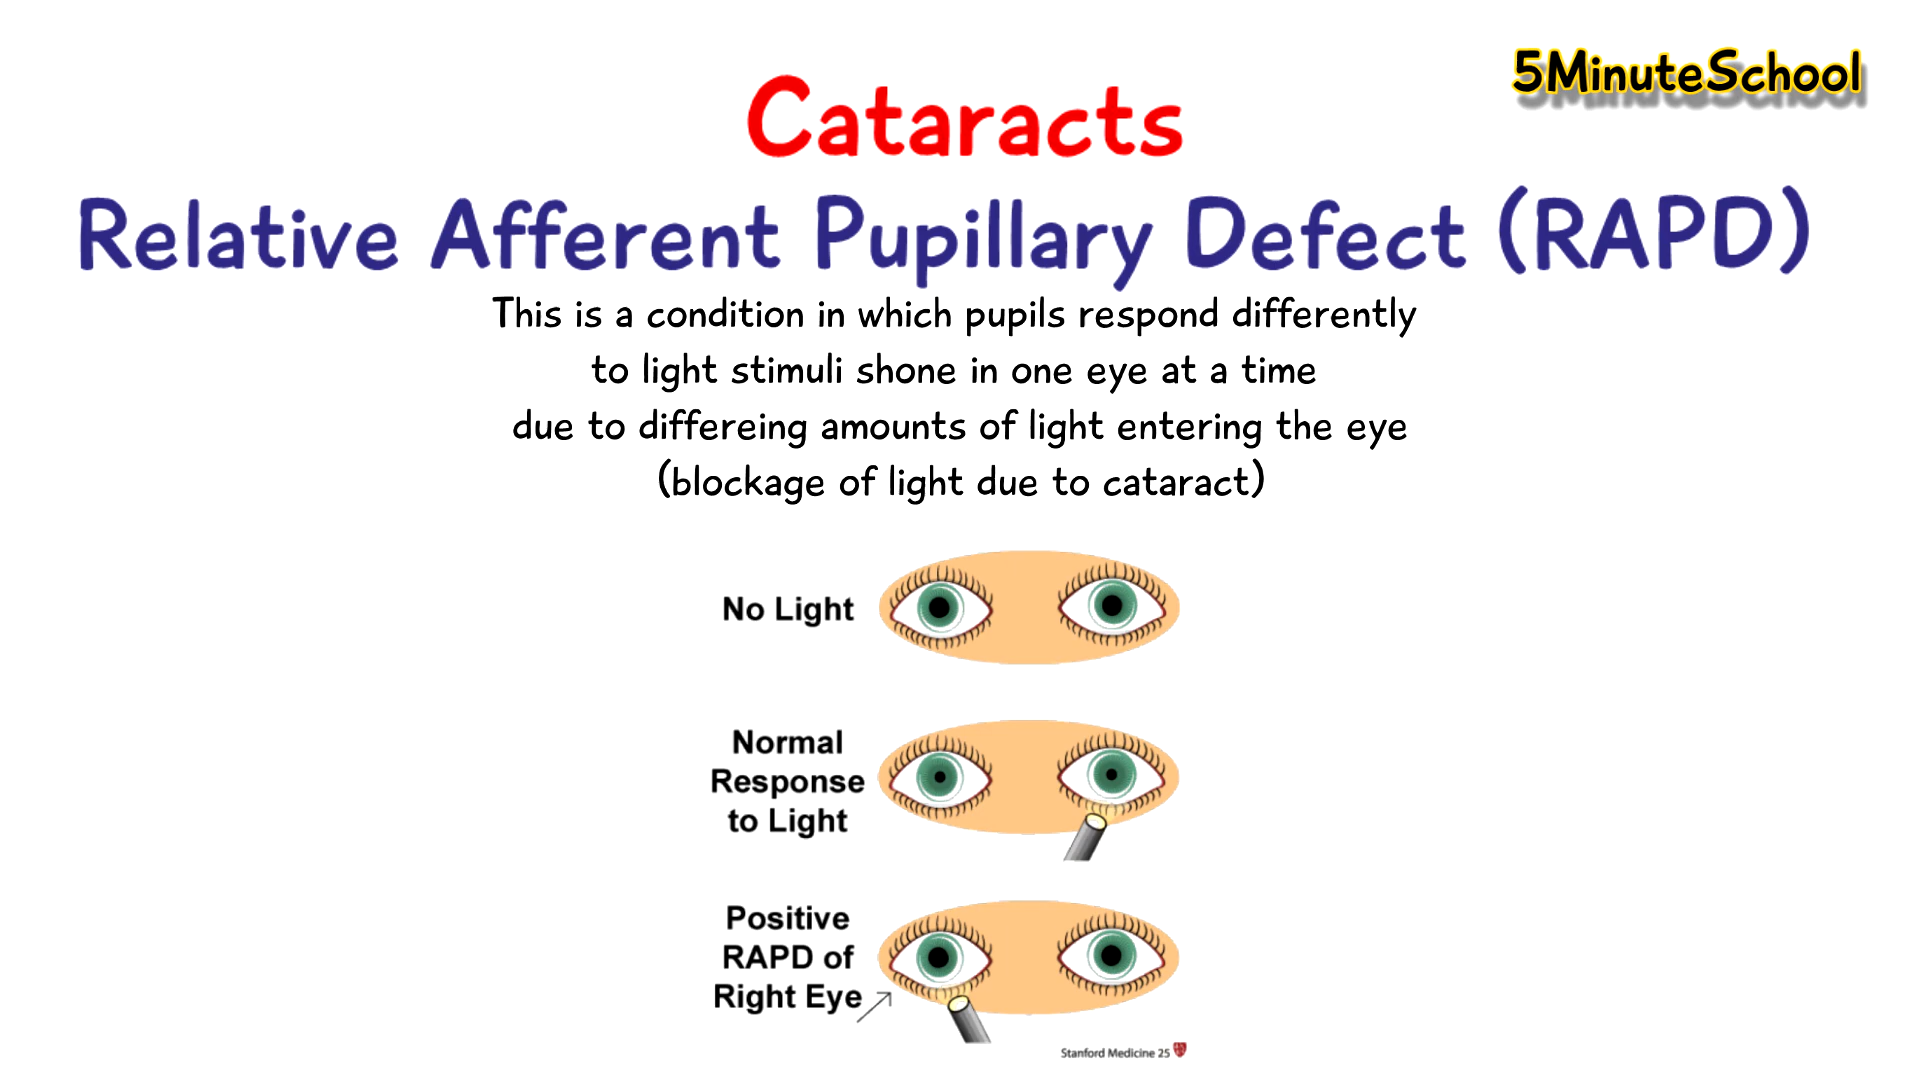 5MinuteSchool
Cataracts
Relative Afferent Pupillary Defect (RAPD)
This is a condition in which pupils respond differently
to light stimuli shone in one eye at a time
due to differeing amounts of light entering the eye
(blockage of light due to cataract)
No Light
Normal
Response
to Light
Positive
RAPD of
Right Eye
Stanford Medicine 25